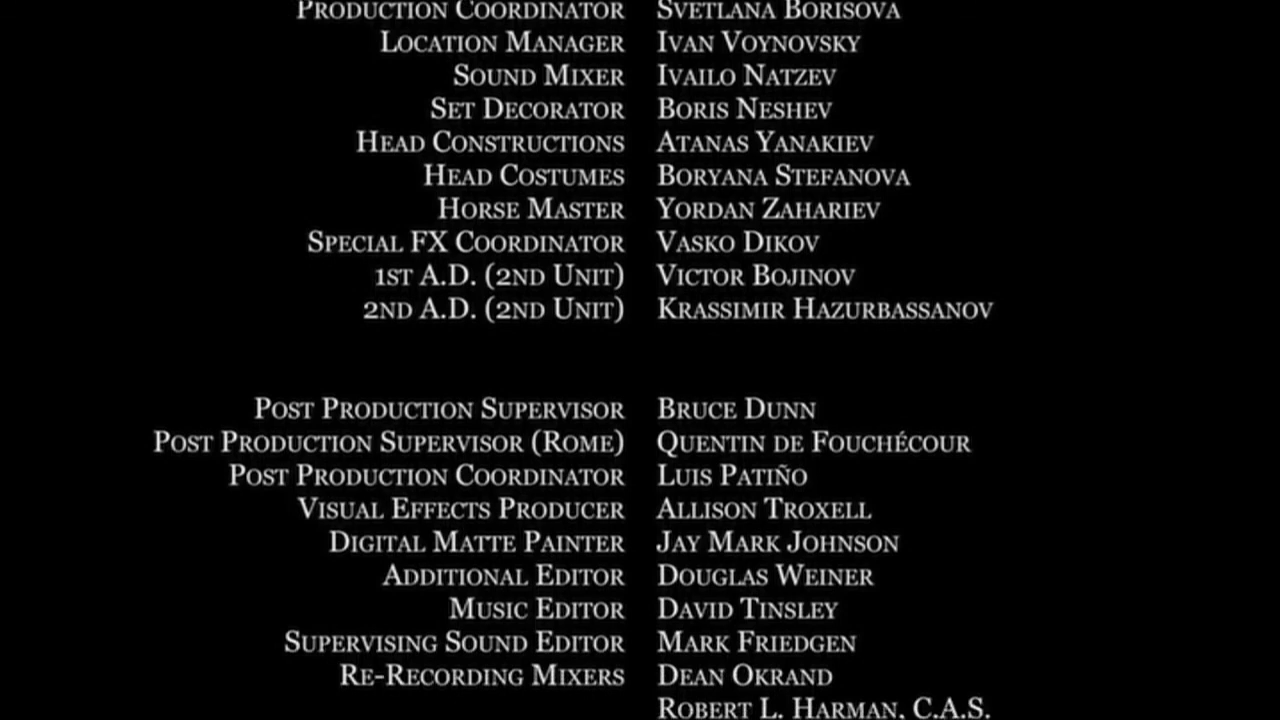 Production Coordinator Svetlana Borisova
Location Manager Ivan Voynovsky
Sound Mixer Ivailo Natzev
Set Decorator Boris Neshev
Head Constructions Atanas Yanakiev
Head Costumes Boryana Stefanova
Horse Master Yordan Zahariev
Special FX Coordinator Vasko Dikov
1st A.D. (2nd Unit) Victor Bojinov
2nd A.D. (2nd Unit) Krassimir Hazurbassanov
Post Production Supervisor Bruce Dunn
Post Production Supervisor (Rome) Quentin de Fouchécour
Post Production Coordinator Luis Patiño
Visual Effects Producer Allison Troxell
Digital Matte Painter Jay Mark Johnson
Additional Editor Douglas Weiner
Music Editor David Tinsley
Supervising Sound Editor Mark Friedgen
Re-Recording Mixers Dean Okrand
Robert L. Harman, C.A.S.